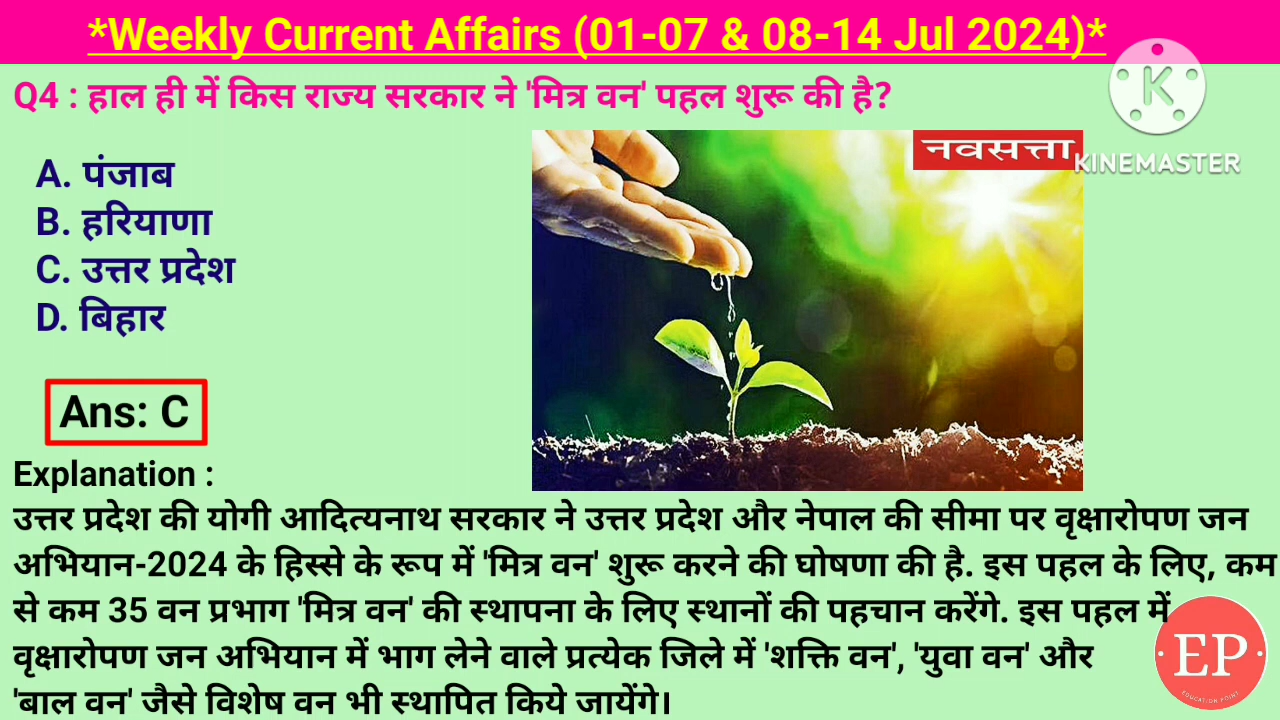 *Weekly Current Affairs (01-07 & 08-14 Jul 2024)*
Q4 : हाल ही में किस राज्य सरकार ने 'मित्र वन' पहल शुरू की है?
A. पंजाब
B. हरियाणा
C. उत्तर प्रदेश
D. बिहार
नवसत्ता
K
KINEMASTER
Ans: C
Explanation :
उत्तर प्रदेश की योगी आदित्यनाथ सरकार ने उत्तर प्रदेश और नेपाल की सीमा पर वृक्षारोपण जन
अभियान-2024 के हिस्से के रूप में 'मित्र वन' शुरू करने की घोषणा की है. इस पहल के लिए, कम
से कम 35 वन प्रभाग 'मित्र वन' की स्थापना के लिए स्थानों की पहचान करेंगे. इस पहल में
वृक्षारोपण जन अभियान में भाग लेने वाले प्रत्येक जिले में 'शक्ति वन', 'युवा वन' और
'बाल वन' जैसे विशेष वन भी स्थापित किये जायेंगे।
EP
EDUCATION POINT